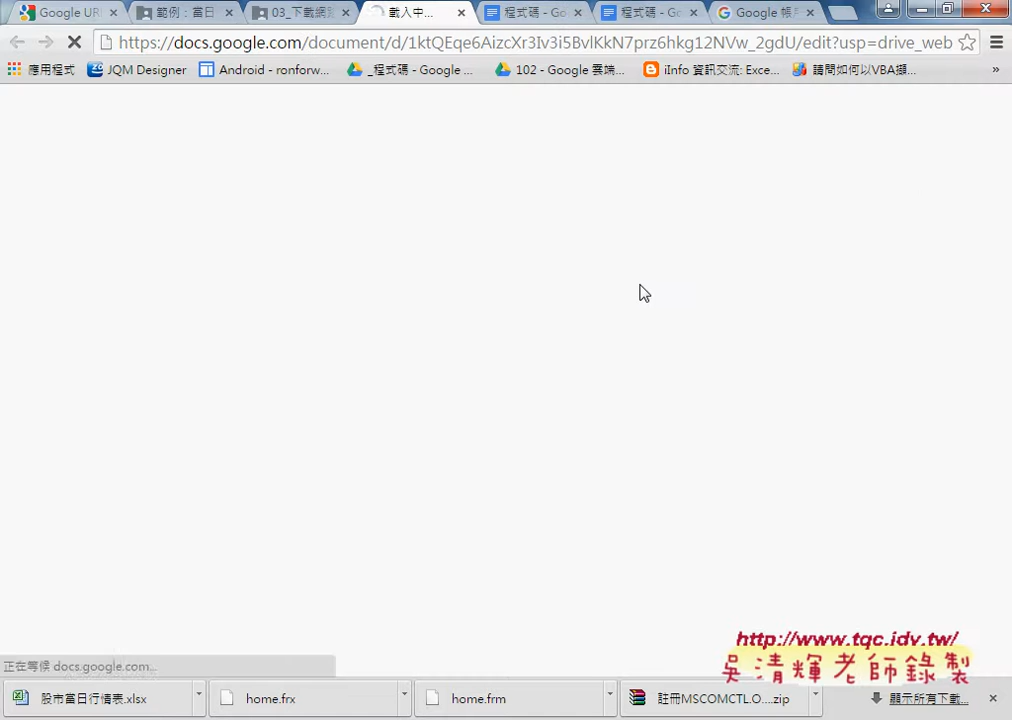 Google UR
範例：當日
03_下載網
載入中...
程式碼 - Go
程式碼 - Go
Google 帳
https://docs.google.com/document/d/1ktQEqe6AizcXr3Iv3i5BvlKkN7prz6hkg12NVw_2gdU/edit?usp=drive_web
應用程式
JQM Designer
Android - ronforw...
_程式碼 - Google ...
102 - Google 雲端...
iInfo 資訊交流: Exce...
請問如何以VBA擷...
»
http://www.tqc.idv.tw/
吳清輝老師錄製
正在等候 docs.google.com...
股市當日行情表.xlsx
home.frx
home.frm
註冊MSCOMCTL.O....zip
顯示所有下載...